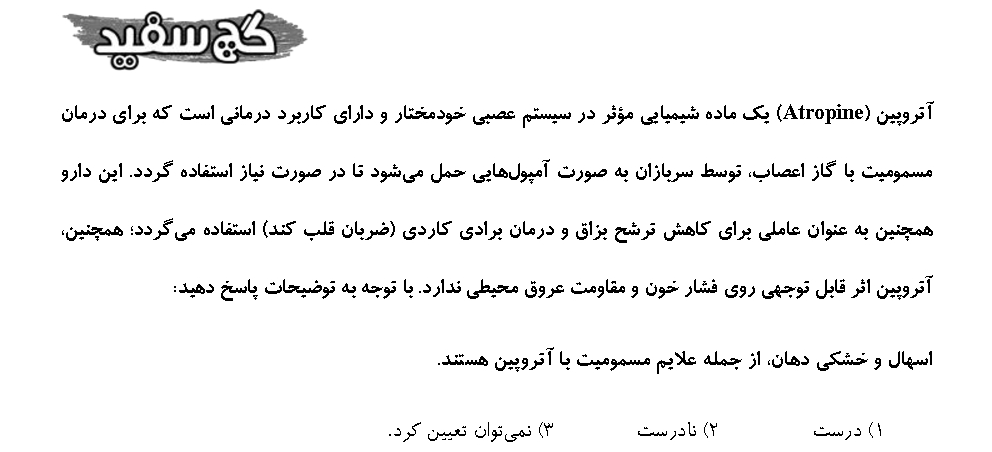 گچ سفید
آتروپین (Atropine) یک ماده شیمیایی مؤثر در سیستم عصبی خودمختار و دارای کاربرد درمانی است که برای درمان
مسمومیت با گاز اعصاب، توسط سربازان به صورت آمپول‌هایی حمل می‌شود تا در صورت نیاز استفاده گردد. این دارو
همچنین به عنوان عاملی برای کاهش ترشح بزاق و درمان برادی کاردی (ضربان قلب کند) استفاده می‌گردد؛ همچنین،
آتروپین اثر قابل توجهی روی فشار خون و مقاومت عروق محیطی ندارد. با توجه به توضیحات پاسخ دهید:
اسهال و خشکی دهان، از جمله علایم مسمومیت با آتروپین هستند.
۱) درست ۲) نادرست ۳) نمی‌توان تعیین کرد.